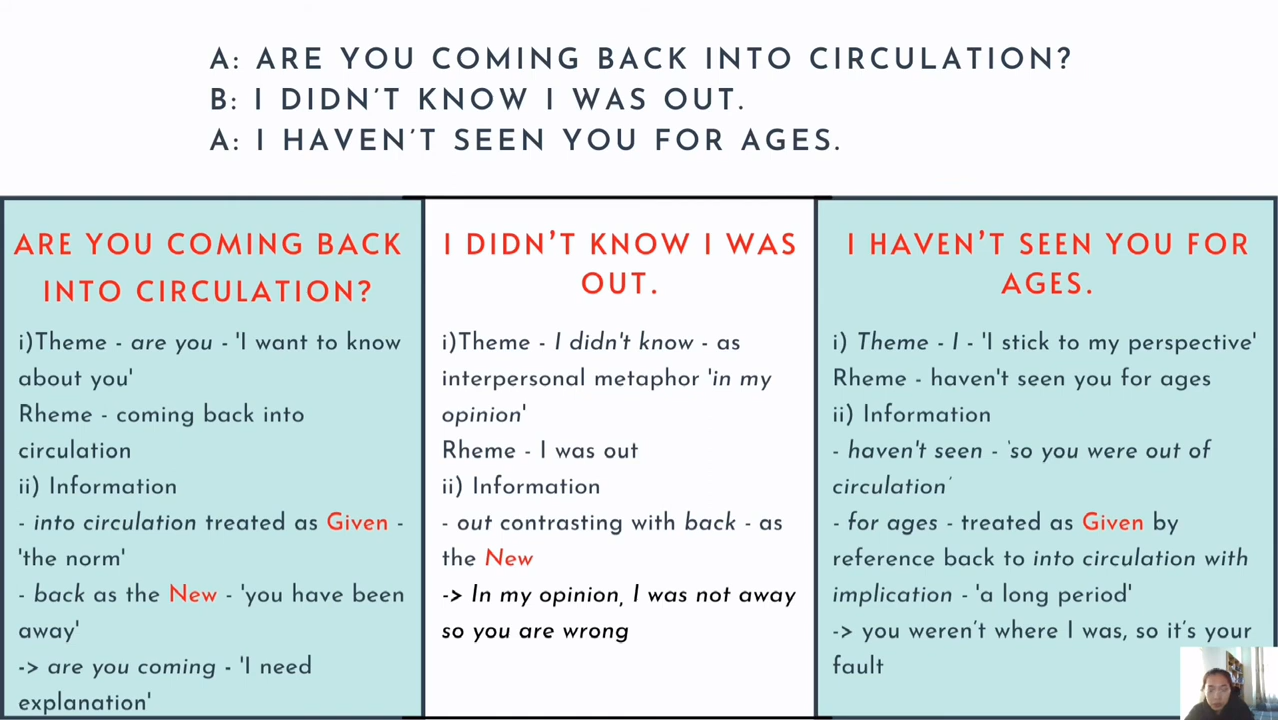 A: ARE YOU COMING BACK INTO CIRCULATION?
B: I DIDN'T KNOW I WAS OUT.
A: I HAVEN'T SEEN YOU FOR AGES.
ARE YOU COMING BACK
INTO CIRCULATION?
i)Theme - are you - 'I want to know
about you'
Rheme - coming back into
circulation
ii) Information
- into circulation treated as Given -
'the norm'
- back as the New - 'you have been
away'
-> are you coming - 'I need
explanation'
I DIDN'T KNOW I WAS
OUT.
i)Theme - I didn't know - as
interpersonal metaphor 'in my
opinion'
Rheme - I was out
ii) Information
- out contrasting with back - as
the New
-> In my opinion, I was not away
so you are wrong
I HAVEN'T SEEN YOU FOR
AGES.
i) Theme - I - 'I stick to my perspective'
Rheme - haven't seen you for ages
ii) Information
- haven't seen - 'so you were out of
circulation'
- for ages - treated as Given by
reference back to into circulation with
implication - 'a long period'
-> you weren't where I was, so it's your
fault